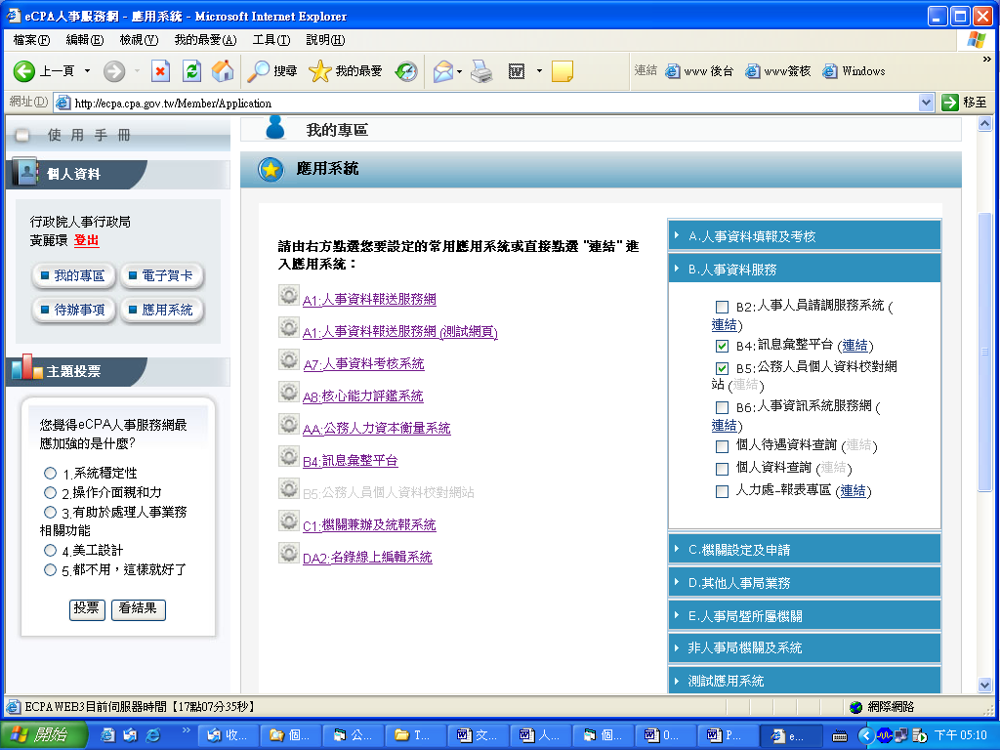 eCPA人事服務網 - 應用系統 - Microsoft Internet Explorer
檔案(F) 編輯(E) 檢視(V) 我的最愛(A) 工具(T) 說明(H)
上一頁 搜尋 我的最愛 連結 www 後台 www簽核 Windows »
網址(D) http://ecpa.cpa.gov.tw/Member/Application 移至
使 用 手 冊
個人資料
行政院人事行政局
黃麗環 登出
我的專區 電子賀卡
待辦事項 應用系統
主題投票
您覺得eCPA人事服務網最
應加強的是什麼?
1.系統穩定性
2.操作介面親和力
3.有助於處理人事業務
相關功能
4.美工設計
5.都不用，這樣就好了
投票 看結果
我的專區
應用系統
請由右方點選您要設定的常用應用系統或直接點選 "連結" 進
入應用系統：
A1:人事資料報送服務網
A1:人事資料報送服務網 (測試網頁)
A7:人事資料考核系統
A8:核心能力評鑑系統
AA:公務人力資本衡量系統
B4:訊息彙整平台
B5:公務人員個人資料校對網站
C1:機關兼辦及統報系統
DA2:名錄線上編輯系統
A.人事資料填報及考核
B.人事資料服務
B2:人事人員請調服務系統 (
連結)
B4:訊息彙整平台 (連結)
B5:公務人員個人資料校對網
站 (連結)
B6:人事資訊系統服務網 (
連結)
個人待遇資料查詢 (連結)
個人資料查詢 (連結)
人力處-報表專區 (連結)
C.機關設定及申請
D.其他人事局業務
E.人事局暨所屬機關
非人事局機關及系統
測試應用系統
ECPAWEB3目前伺服器時間【17點07分35秒】 網際網路
開始 » 收... 個... 公... T... 文... 人... 個... O... P... e... 下午 05:10